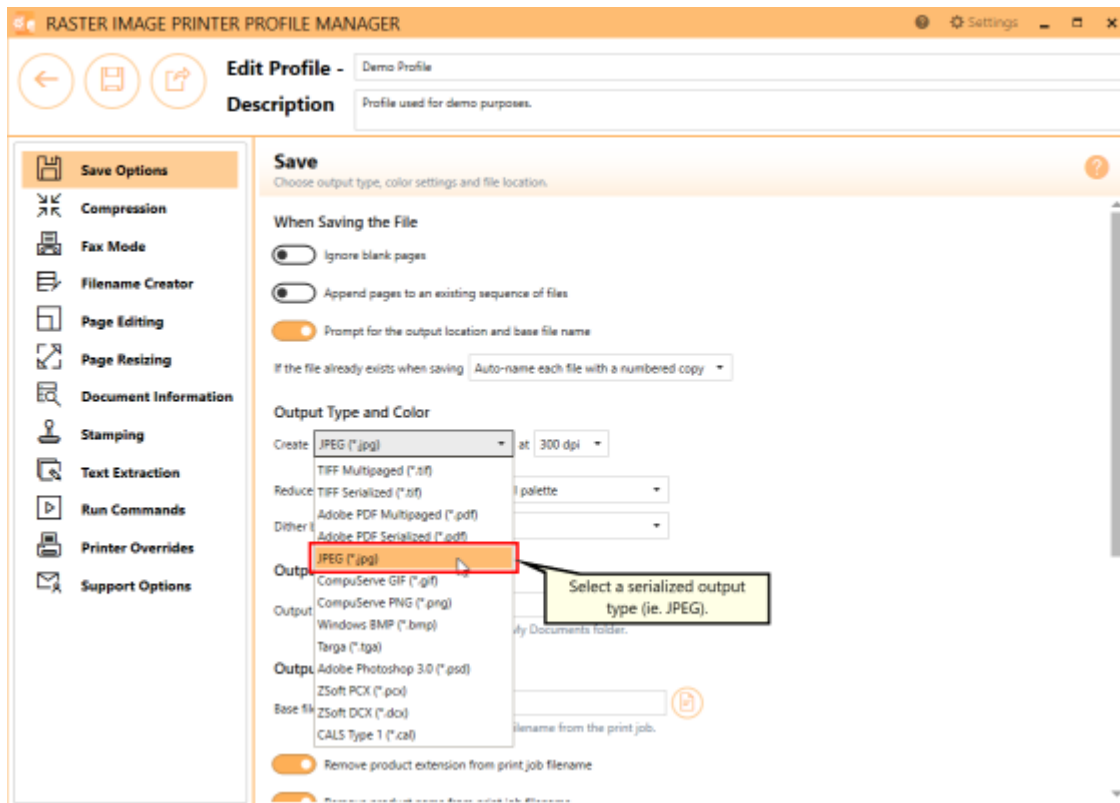 RASTER IMAGE PRINTER PROFILE MANAGER
Settings
Edit Profile - Demo Profile
Description Profile used for demo purposes.
Save Options
Compression
Fax Mode
Filename Creator
Page Editing
Page Resizing
Document Information
Stamping
Text Extraction
Run Commands
Printer Overrides
Support Options
Save
Choose output type, color settings and file location.
When Saving the File
Ignore blank pages
Append pages to an existing sequence of files
Prompt for the output location and base file name
If the file already exists when saving Auto-name each file with a numbered copy
Output Type and Color
Create JPEG (*.jpg) at 300 dpi
TIFF Multipaged (*.tif)
Reduce TIFF Serialized (*.tif) palette
Adobe PDF Multipaged (*.pdf)
Dither Adobe PDF Serialized (*.pdf)
JPEG (*.jpg)
CompuServe GIF (*.gif)
Select a serialized output
type (ie. JPEG).
Output CompuServe PNG (*.png)
Windows BMP (*.bmp) My Documents folder.
Targa (*.tga)
Adobe Photoshop 3.0 (*.psd)
ZSoft PCX (*.pcx)
Base ZSoft DCX (*.dcx)
CALS Type 1 (*.cal) from the print job.
Remove product extension from print job filename
Remove product name from print job filename